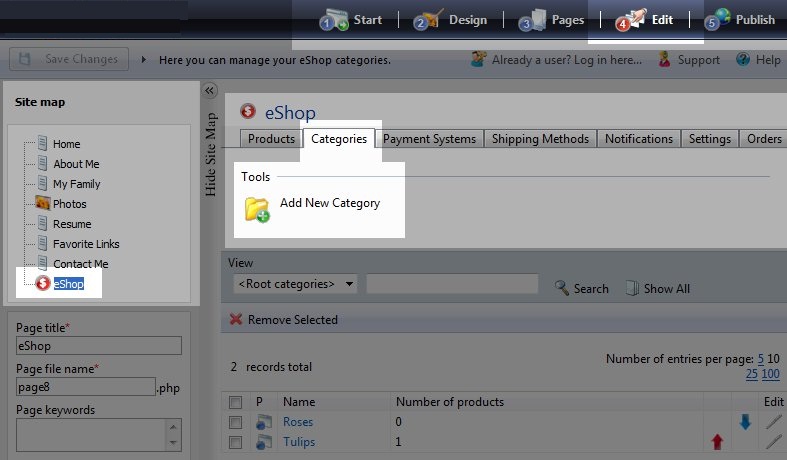 1 Start 2 Design 3 Pages 4 Edit 5 Publish
Save Changes Here you can manage your eShop categories. Already a user? Log in here... Support Help
Site map
Home
About Me
My Family
Photos
Resume
Favorite Links
Contact Me
eShop
Page title*
eShop
Page file name*
page8 .php
Page keywords
Hide Site Map
eShop
Products Categories Payment Systems Shipping Methods Notifications Settings Orders
Tools
Add New Category
View
<Root categories> Search Show All
Remove Selected
2 records total
Number of entries per page: 5 10
25 100
P Name Number of products Edit
Roses 0
Tulips 1